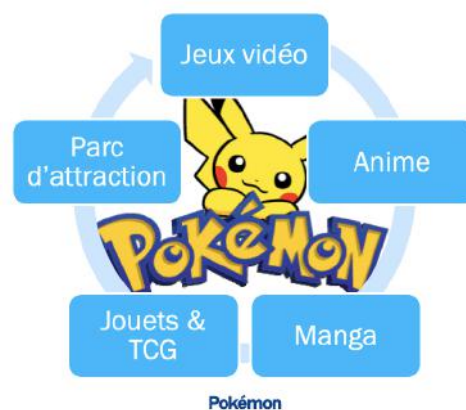 Jeux vidéo
Parc
d'attraction
Anime
POKéMON
Jouets &
TCG
Manga
Pokémon